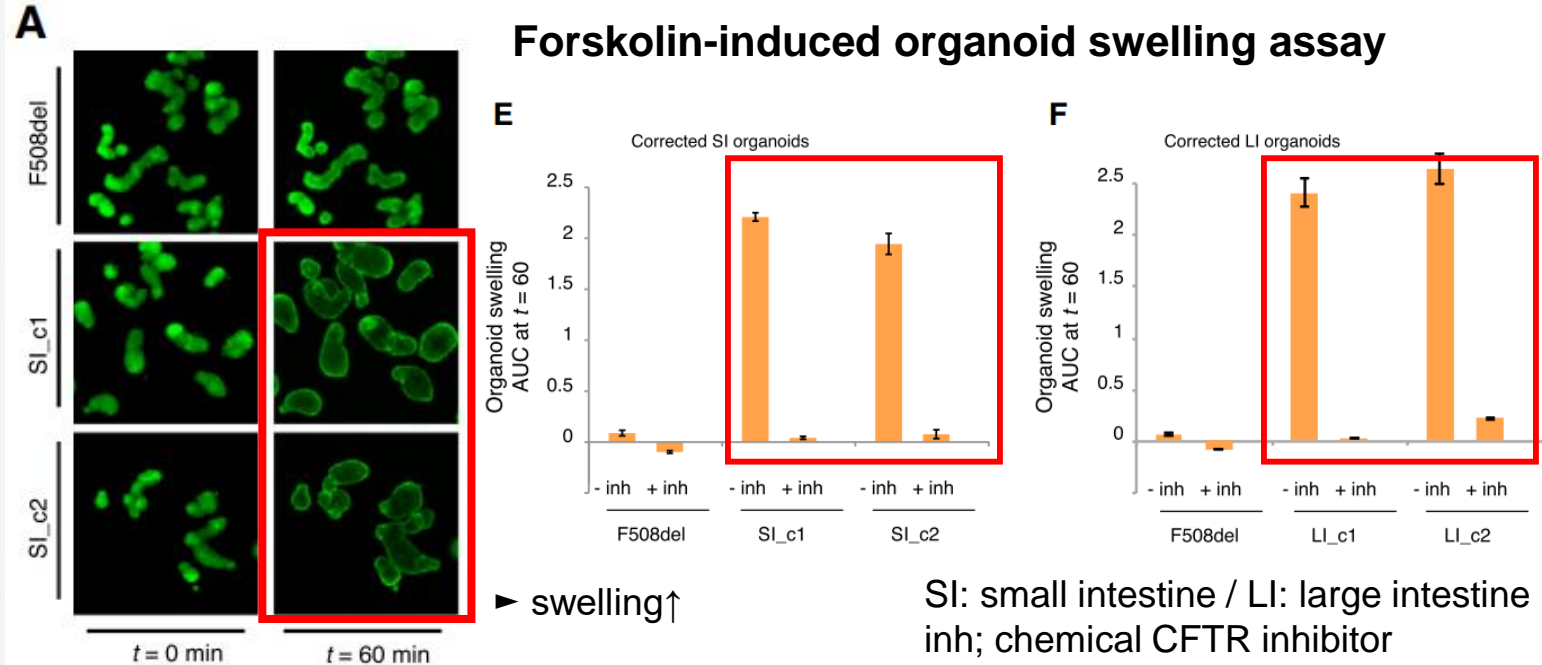 A
Forskolin-induced organoid swelling assay
F508del
SI_c1
SI_c2
t = 0 min
t = 60 min
E
Corrected SI organoids
Organoid swelling
AUC at t = 60
2.5
2
1.5
1
0.5
0
- inh + inh - inh + inh - inh + inh
F508del SI_c1 SI_c2
F
Corrected LI organoids
Organoid swelling
AUC at t = 60
2.5
2
1.5
1
0.5
0
- inh + inh - inh + inh - inh + inh
F508del LI_c1 LI_c2
► swelling↑
SI: small intestine / LI: large intestine
inh; chemical CFTR inhibitor